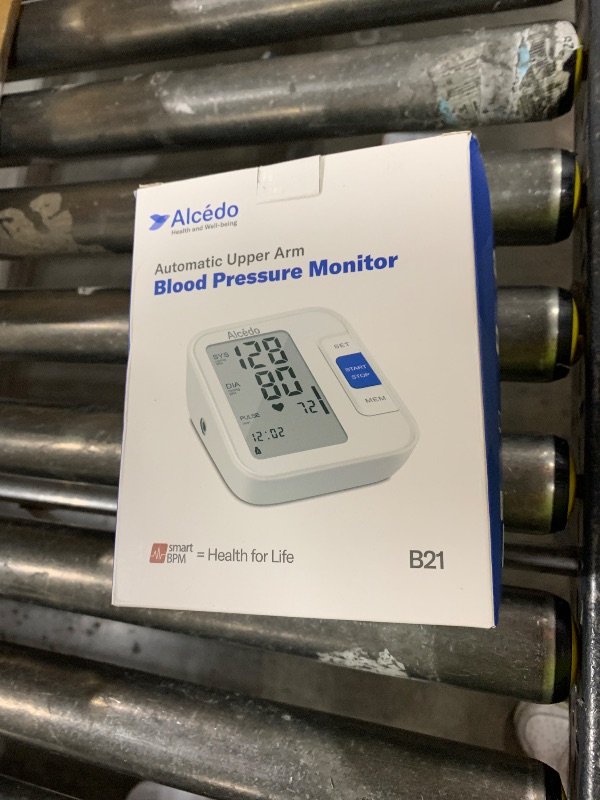 Alcédo
Health and Well-being
Automatic Upper Arm
Blood Pressure Monitor
Alcédo
SYS
128
DIA
80
PULSE
72
12:02
SET
START
STOP
MEM
smart
BPM
= Health for Life
B21